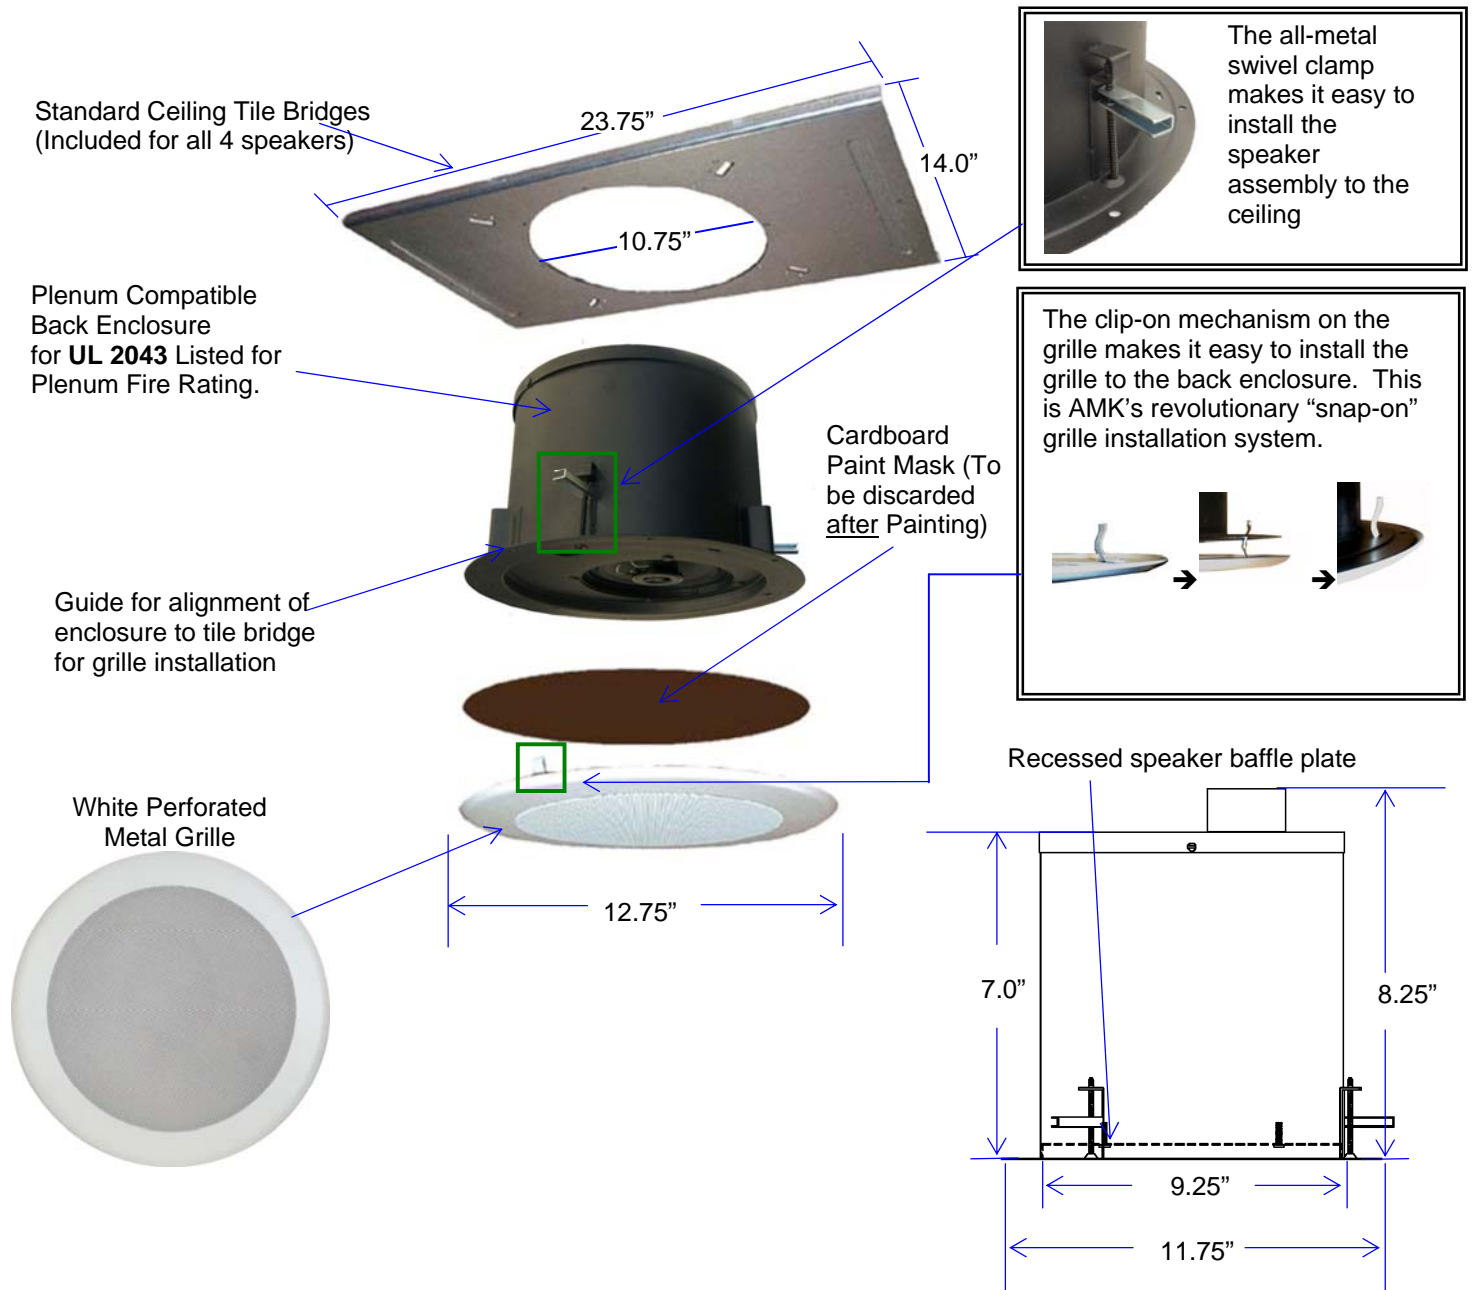 Standard Ceiling Tile Bridges
(Included for all 4 speakers)
23.75”
14.0”
10.75”
The all-metal
swivel clamp
makes it easy to
install the
speaker
assembly to the
ceiling
Plenum Compatible
Back Enclosure
for UL 2043 Listed for
Plenum Fire Rating.
The clip-on mechanism on the
grille makes it easy to install the
grille to the back enclosure.  This
is AMK’s revolutionary “snap-on”
grille installation system.
Cardboard
Paint Mask (To
be discarded
after Painting)
Guide for alignment of
enclosure to tile bridge
for grille installation
White Perforated
Metal Grille
12.75”
Recessed speaker baffle plate
7.0”
8.25”
9.25”
11.75”